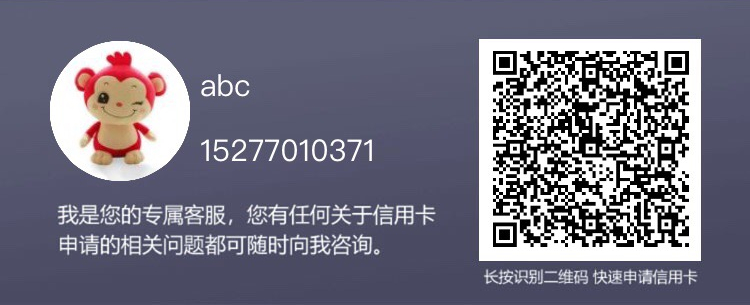 abc
15277010371
我是您的专属客服，您有任何关于信用卡
申请的相关问题都可随时向我咨询。
长按识别二维码 快速申请信用卡